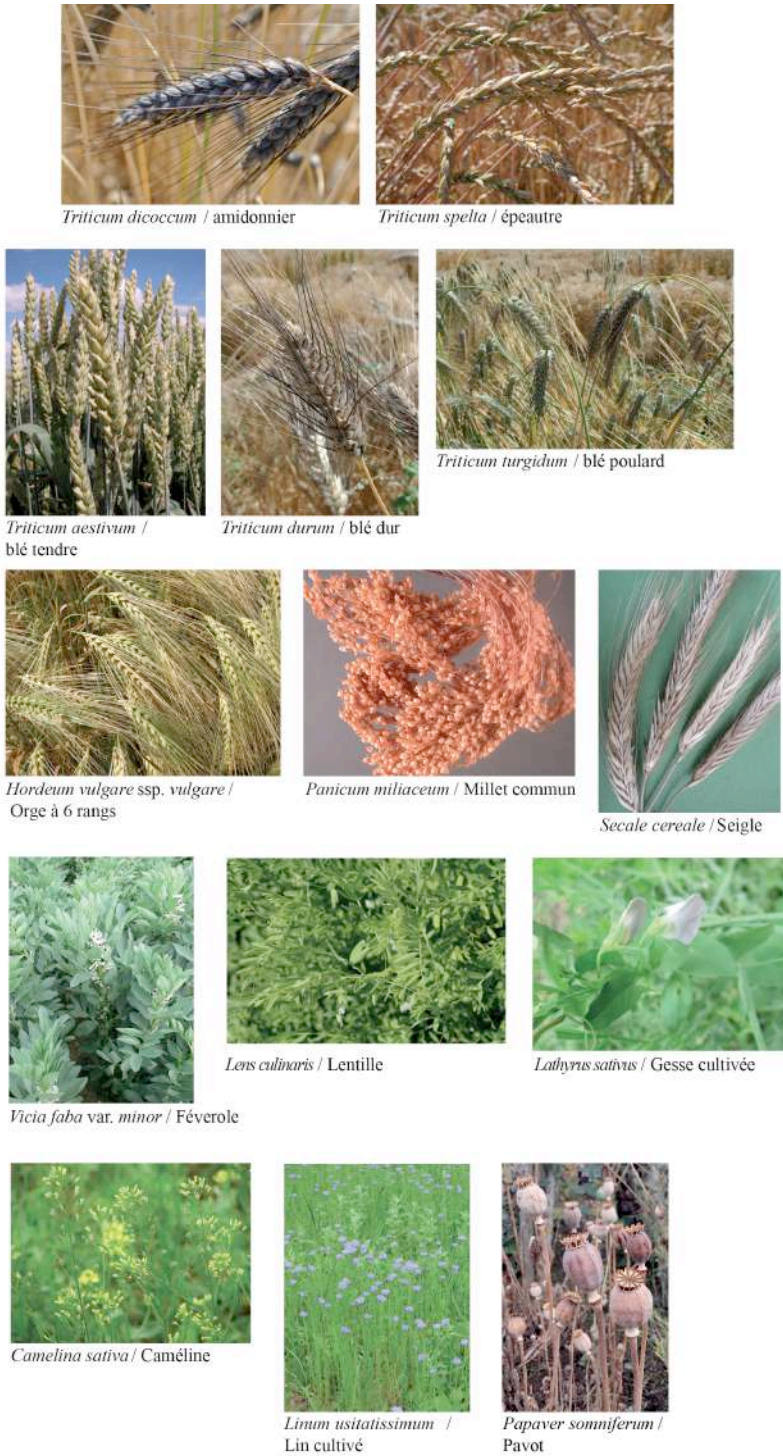 Triticum dicoccum / amidonnier
Triticum spelta / épeautre
Triticum aestivum /
blé tendre
Triticum durum / blé dur
Triticum turgidum / blé poulard
Hordeum vulgare ssp. vulgare /
Orge à 6 rangs
Panicum miliaceum / Millet commun
Secale cereale / Seigle
Vicia faba var. minor / Féverole
Lens culinaris / Lentille
Lathyrus sativus / Gesse cultivée
Camelina sativa / Caméline
Linum usitatissimum /
Lin cultivé
Papaver somniferum /
Pavot